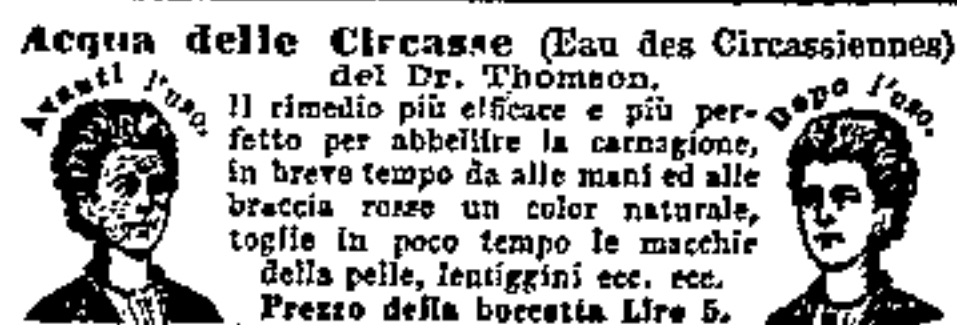 Acqua delle Circasse (Eau des Circassiennes)
del Dr. Thomson.
Avanti l'uso.
Dopo l'uso.
Il rimedio più efficace e più per-
fetto per abbellire la carnagione,
in breve tempo da alle mani ed alle
braccia rosse un color naturale,
toglie in poco tempo le macchie
della pelle, lentiggini ecc. ecc.
Prezzo della boccetta Lire 5.